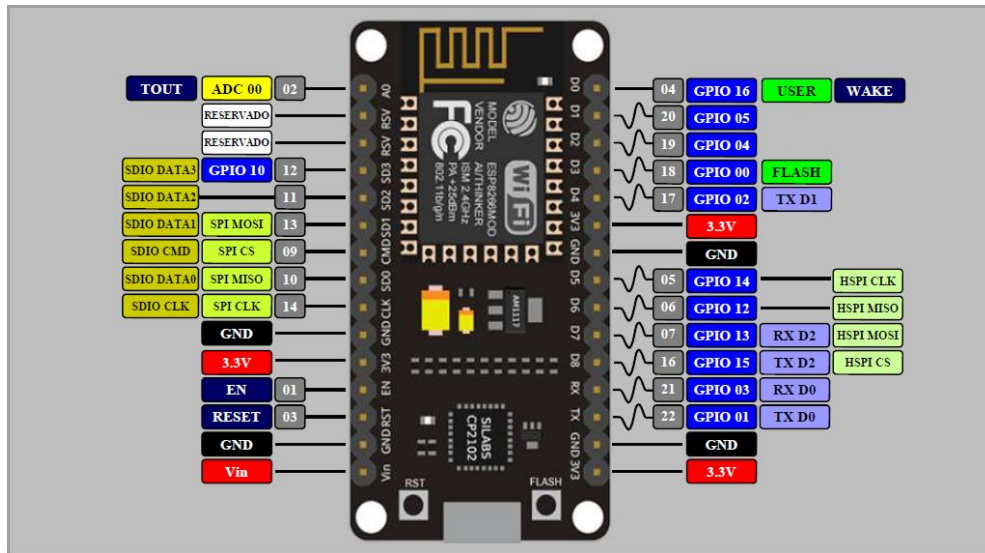 TOUT ADC 00 02 A0 D0 04 GPIO 16 USER WAKE
RESERVADO RSV D1 20 GPIO 05
RESERVADO RSV D2 19 GPIO 04
SDIO DATA3 GPIO 10 12 SD3 D3 18 GPIO 00 FLASH
SDIO DATA2 11 SD2 D4 17 GPIO 02 TX D1
SDIO DATA1 SPI MOSI 13 SD1 3V3 3.3V
SDIO CMD SPI CS 09 CMD GND GND
SDIO DATA0 SPI MISO 10 SD0 D5 05 GPIO 14 HSPI CLK
SDIO CLK SPI CLK 14 CLK D6 06 GPIO 12 HSPI MISO
GND GND D7 07 GPIO 13 RX D2 HSPI MOSI
3.3V 3V3 D8 16 GPIO 15 TX D2 HSPI CS
EN 01 EN RX 21 GPIO 03 RX D0
RESET 03 RST TX 22 GPIO 01 TX D0
GND GND GND GND
Vin Vin 3V3 3.3V
MODEL ESP8266MOD
VENDOR AI/THINKER
ISM 2.4GHz
PA +25dBm
802.11b/g/n
FC
Wi Fi
AM1117
SILABS
CP2102
RST
FLASH